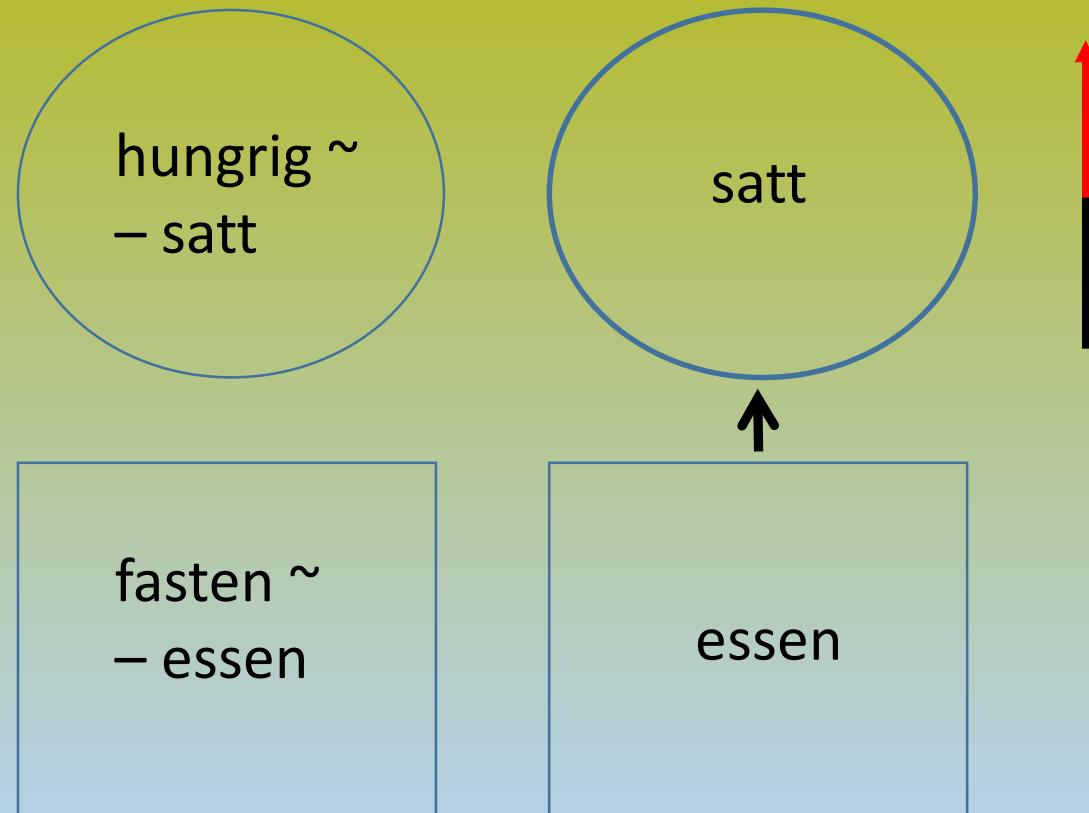 hungrig ~
– satt
satt
fasten ~
– essen
essen